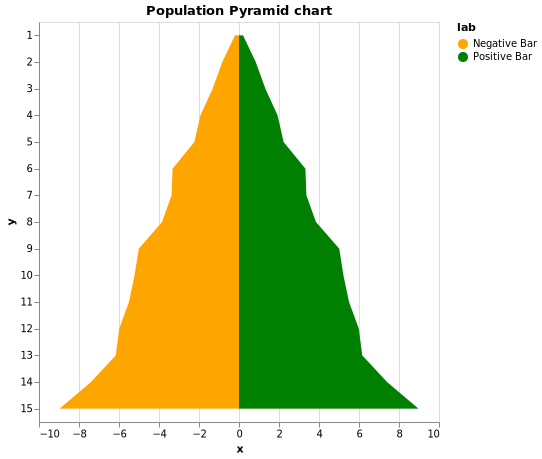 Population Pyramid chart
lab
Negative Bar
Positive Bar
1
2
3
4
5
6
7
8
9
10
11
12
13
14
15
y
−10 −8 −6 −4 −2 0 2 4 6 8 10
x